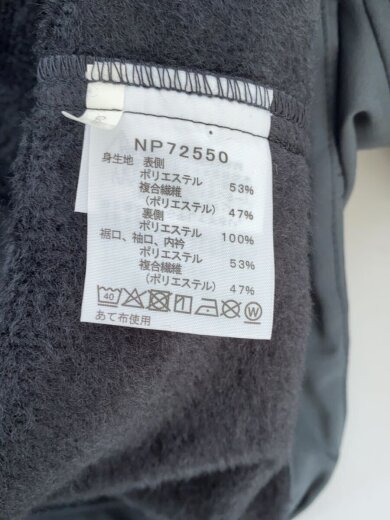 NP72550
身生地 表側
ポリエステル 53%
複合繊維
(ポリエステル) 47%
裏側
ポリエステル 100%
裾口、袖口、内衿
ポリエステル 53%
複合繊維
(ポリエステル) 47%
40 W
あて布使用